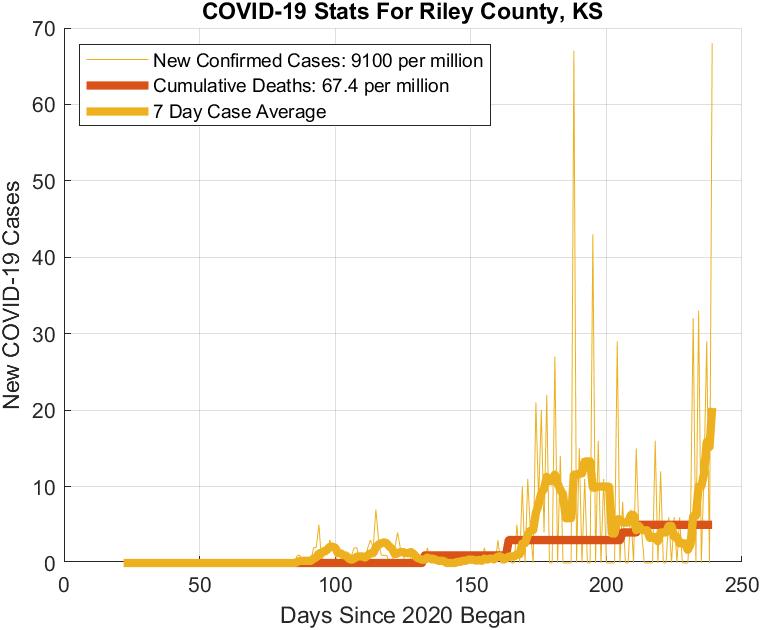 COVID-19 Stats For Riley County, KS
New Confirmed Cases: 9100 per million
Cumulative Deaths: 67.4 per million
7 Day Case Average
New COVID-19 Cases
70
60
50
40
30
20
10
0
0 50 100 150 200 250
Days Since 2020 Began